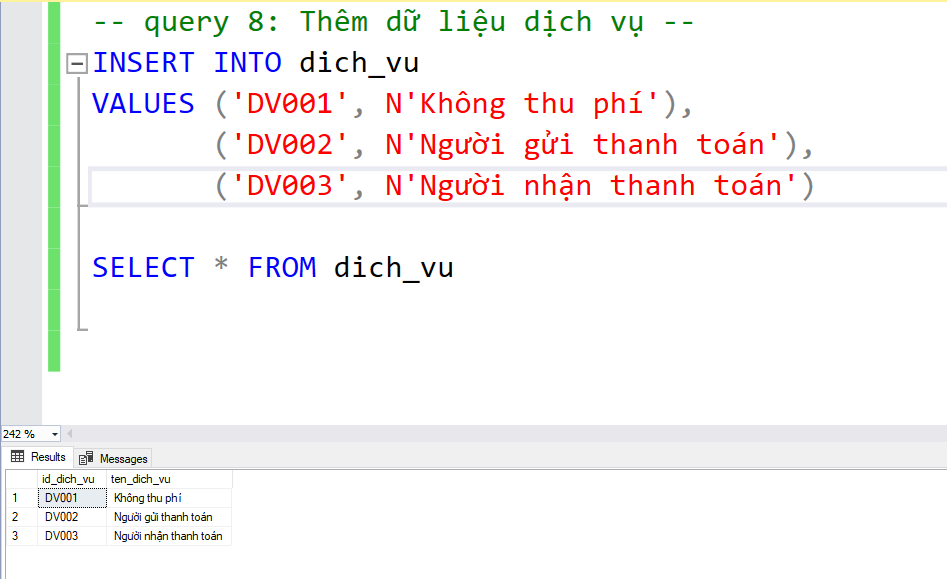 -- query 8: Thêm dữ liệu dịch vụ --
INSERT INTO dich_vu
VALUES ('DV001', N'Không thu phí'),
('DV002', N'Người gửi thanh toán'),
('DV003', N'Người nhận thanh toán')
SELECT * FROM dich_vu
242 %
Results Messages
id_dich_vu ten_dich_vu
1 DV001 Không thu phí
2 DV002 Người gửi thanh toán
3 DV003 Người nhận thanh toán